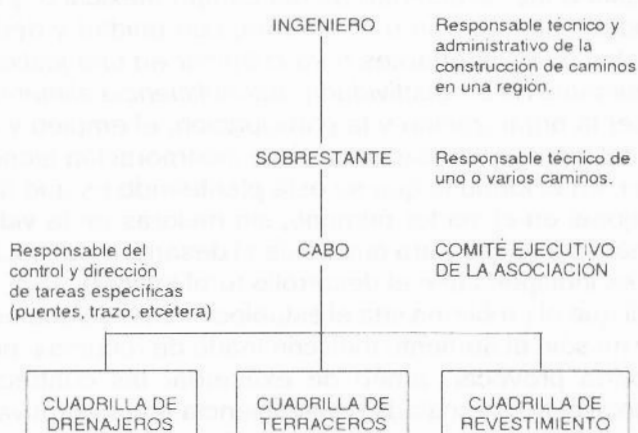 INGENIERO
Responsable técnico y
administrativo de la
construcción de caminos
en una región.
SOBRESTANTE
Responsable técnico de
uno o varios caminos.
Responsable del
control y dirección
de tareas específicas
(puentes, trazo, etcétera)
CABO
COMITÉ EJECUTIVO
DE LA ASOCIACIÓN
CUADRILLA DE
DRENAJEROS
CUADRILLA DE
TERRACEROS
CUADRILLA DE
REVESTIMIENTO